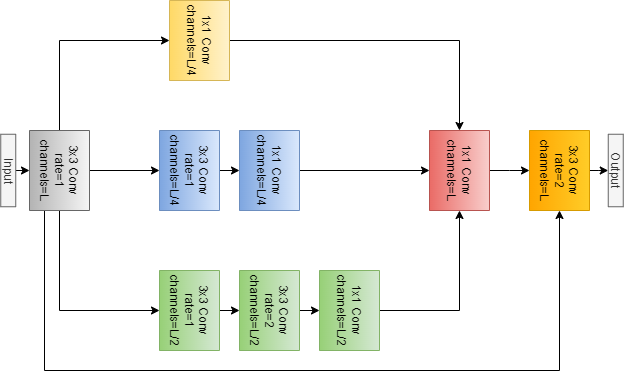 1x1 Conv
channels=L/4
Input
3x3 Conv
rate=1
channels=L
3x3 Conv
rate=1
channels=L/4
1x1 Conv
channels=L/4
1x1 Conv
channels=L
3x3 Conv
rate=2
channels=L
Output
3x3 Conv
rate=1
channels=L/2
3x3 Conv
rate=2
channels=L/2
1x1 Conv
channels=L/2